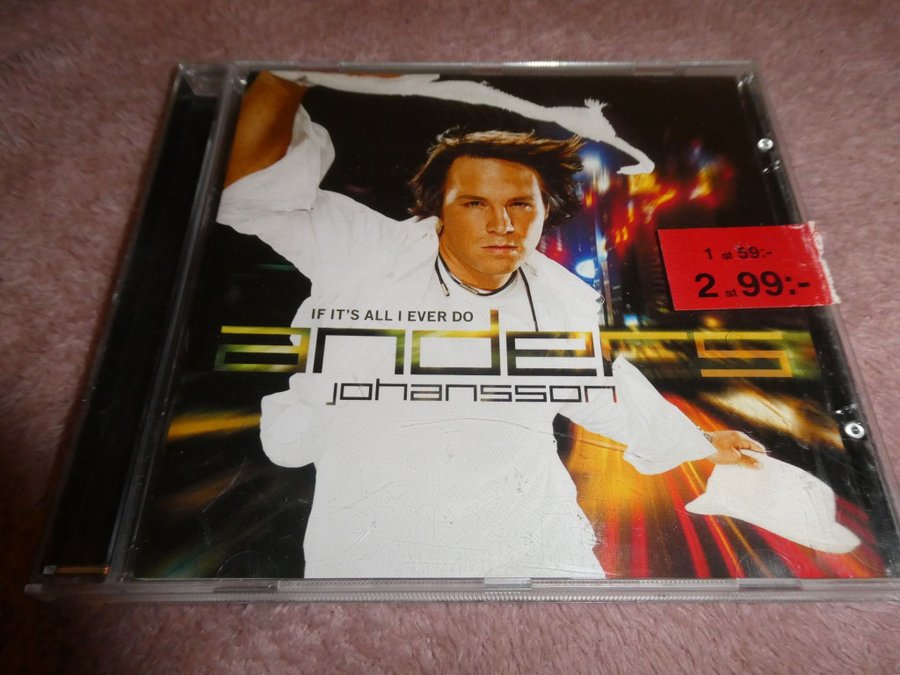 IF IT'S ALL I EVER DO
anders
johansson
1 st 59:-
2 st 99:-